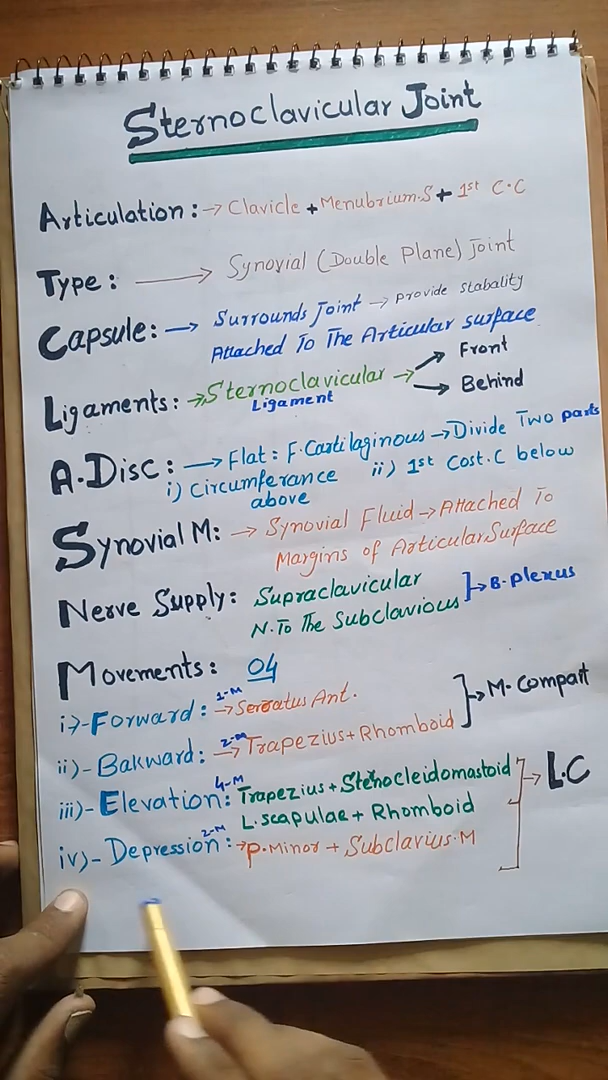 Sternoclavicular Joint
Articulation: → Clavicle + Menubrium.S + 1st C.C
Type: → Synovial (Double Plane) Joint
Capsule: → Surrounds Joint → provide stabality
Attached To The Articular surface
Ligaments: → Sternoclavicular → Front
Ligament → Behind
A.Disc: → Flat: F.Cartilaginous → Divide Two parts
i) Circumferance above ii) 1st Cost.C below
Synovial M: → Synovial Fluid → Attached To
Margins of Articular Surface
Nerve Supply: Supraclavicular
N.To The Subclavious → B.plexus
Movements: 04
i)-Forward: 1-M → Serratus Ant.
ii)-Bakward: 2-M → Trapezius + Rhomboid → M.Compatt
iii)-Elevation: 4-M Trapezius + Stenocleidomastoid
L.scapulae + Rhomboid → L.C
iv)-Depression: 2-M → P.Minor + Subclavius.M